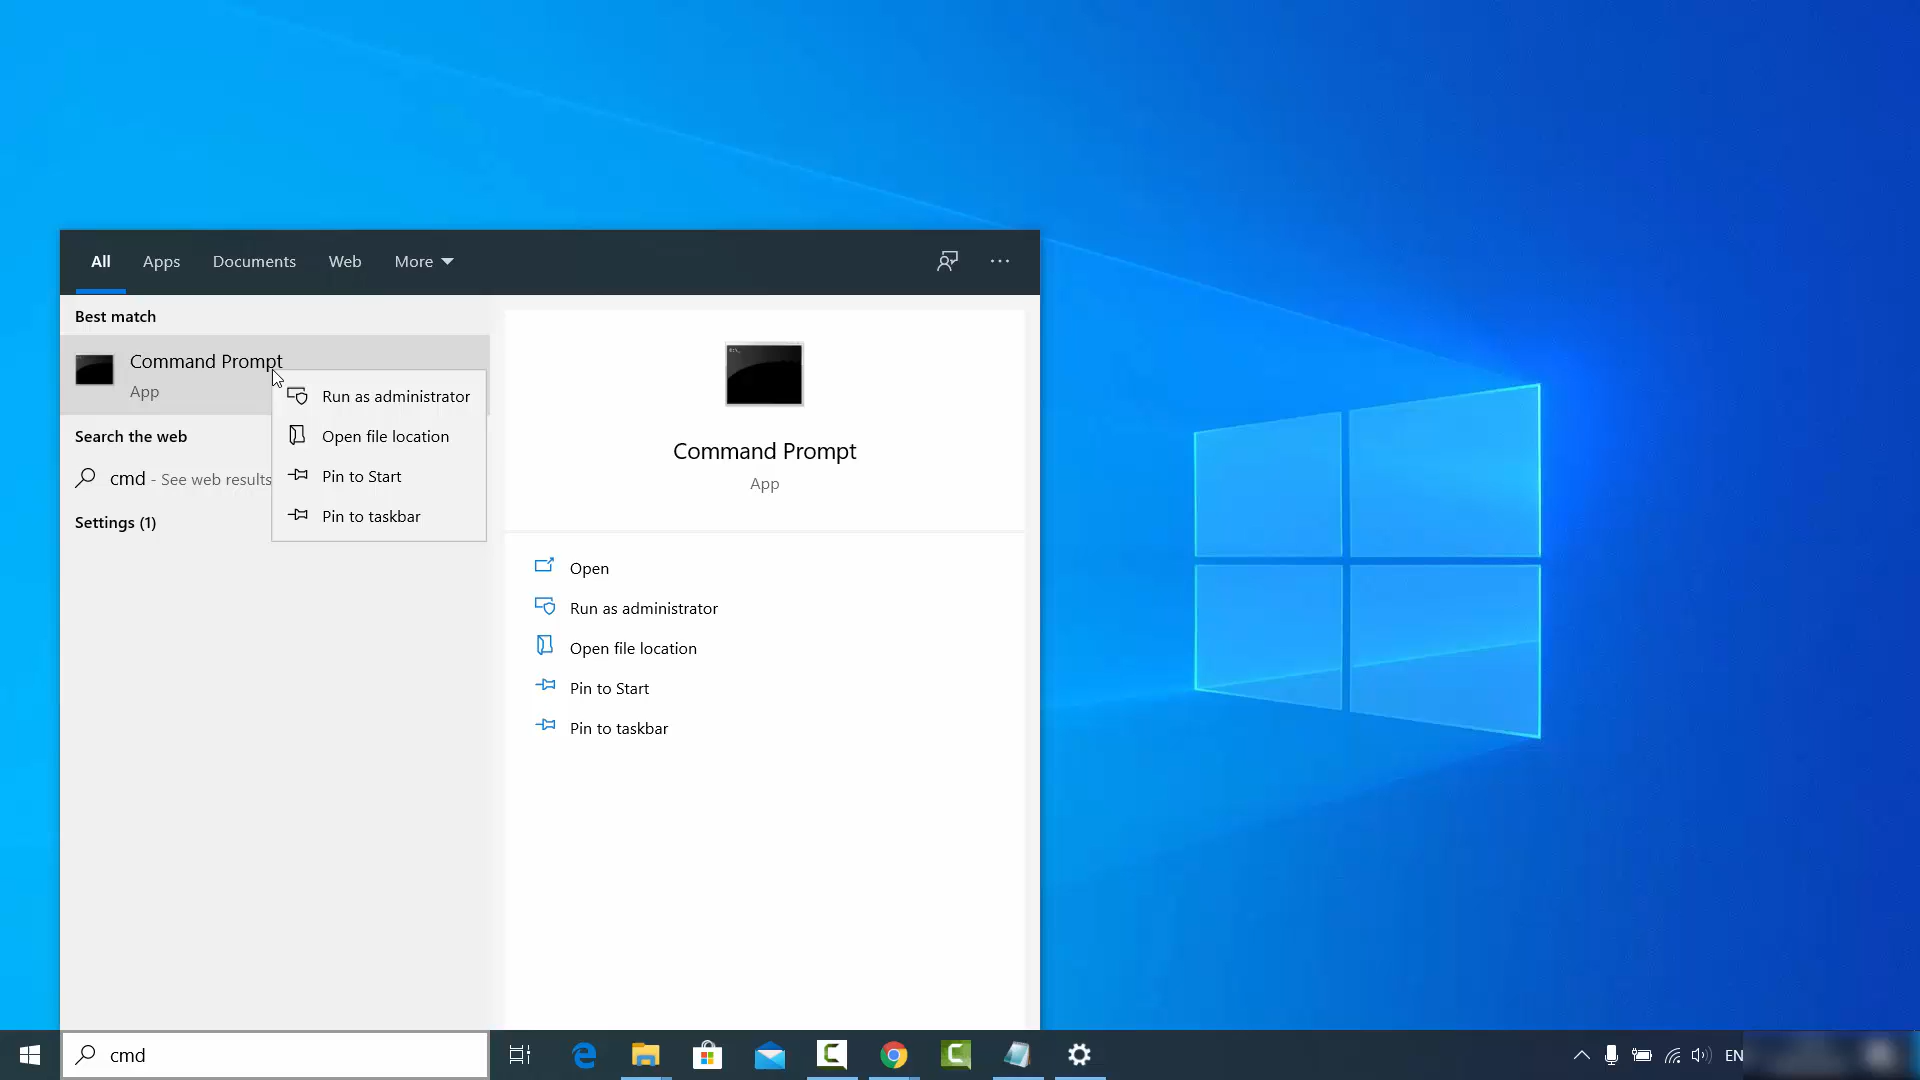 All
Apps
Documents
Web
More
Best match
Command Prompt
App
Run as administrator
Open file location
Pin to Start
Pin to taskbar
Search the web
cmd - See web results
Settings (1)
Command Prompt
App
Open
Run as administrator
Open file location
Pin to Start
Pin to taskbar
cmd
EN